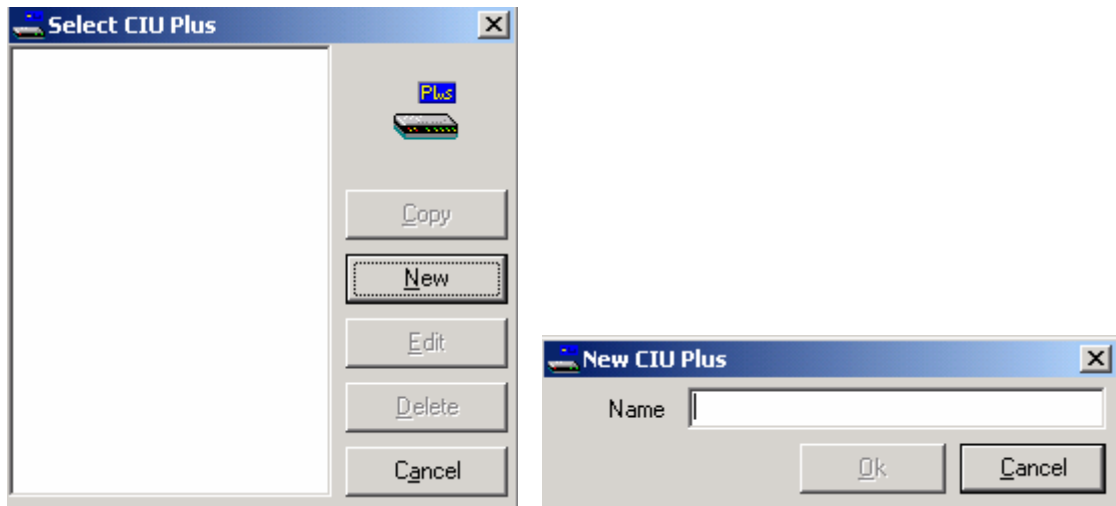 Select CIU Plus
Plus
Copy
New
Edit
Delete
Cancel
New CIU Plus
Name
Ok
Cancel